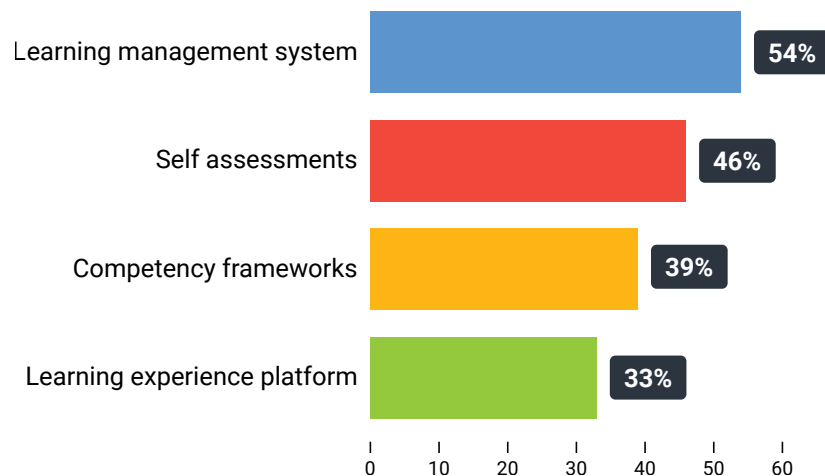 Learning management system
54%
Self assessments
46%
Competency frameworks
39%
Learning experience platform
33%
0 10 20 30 40 50 60